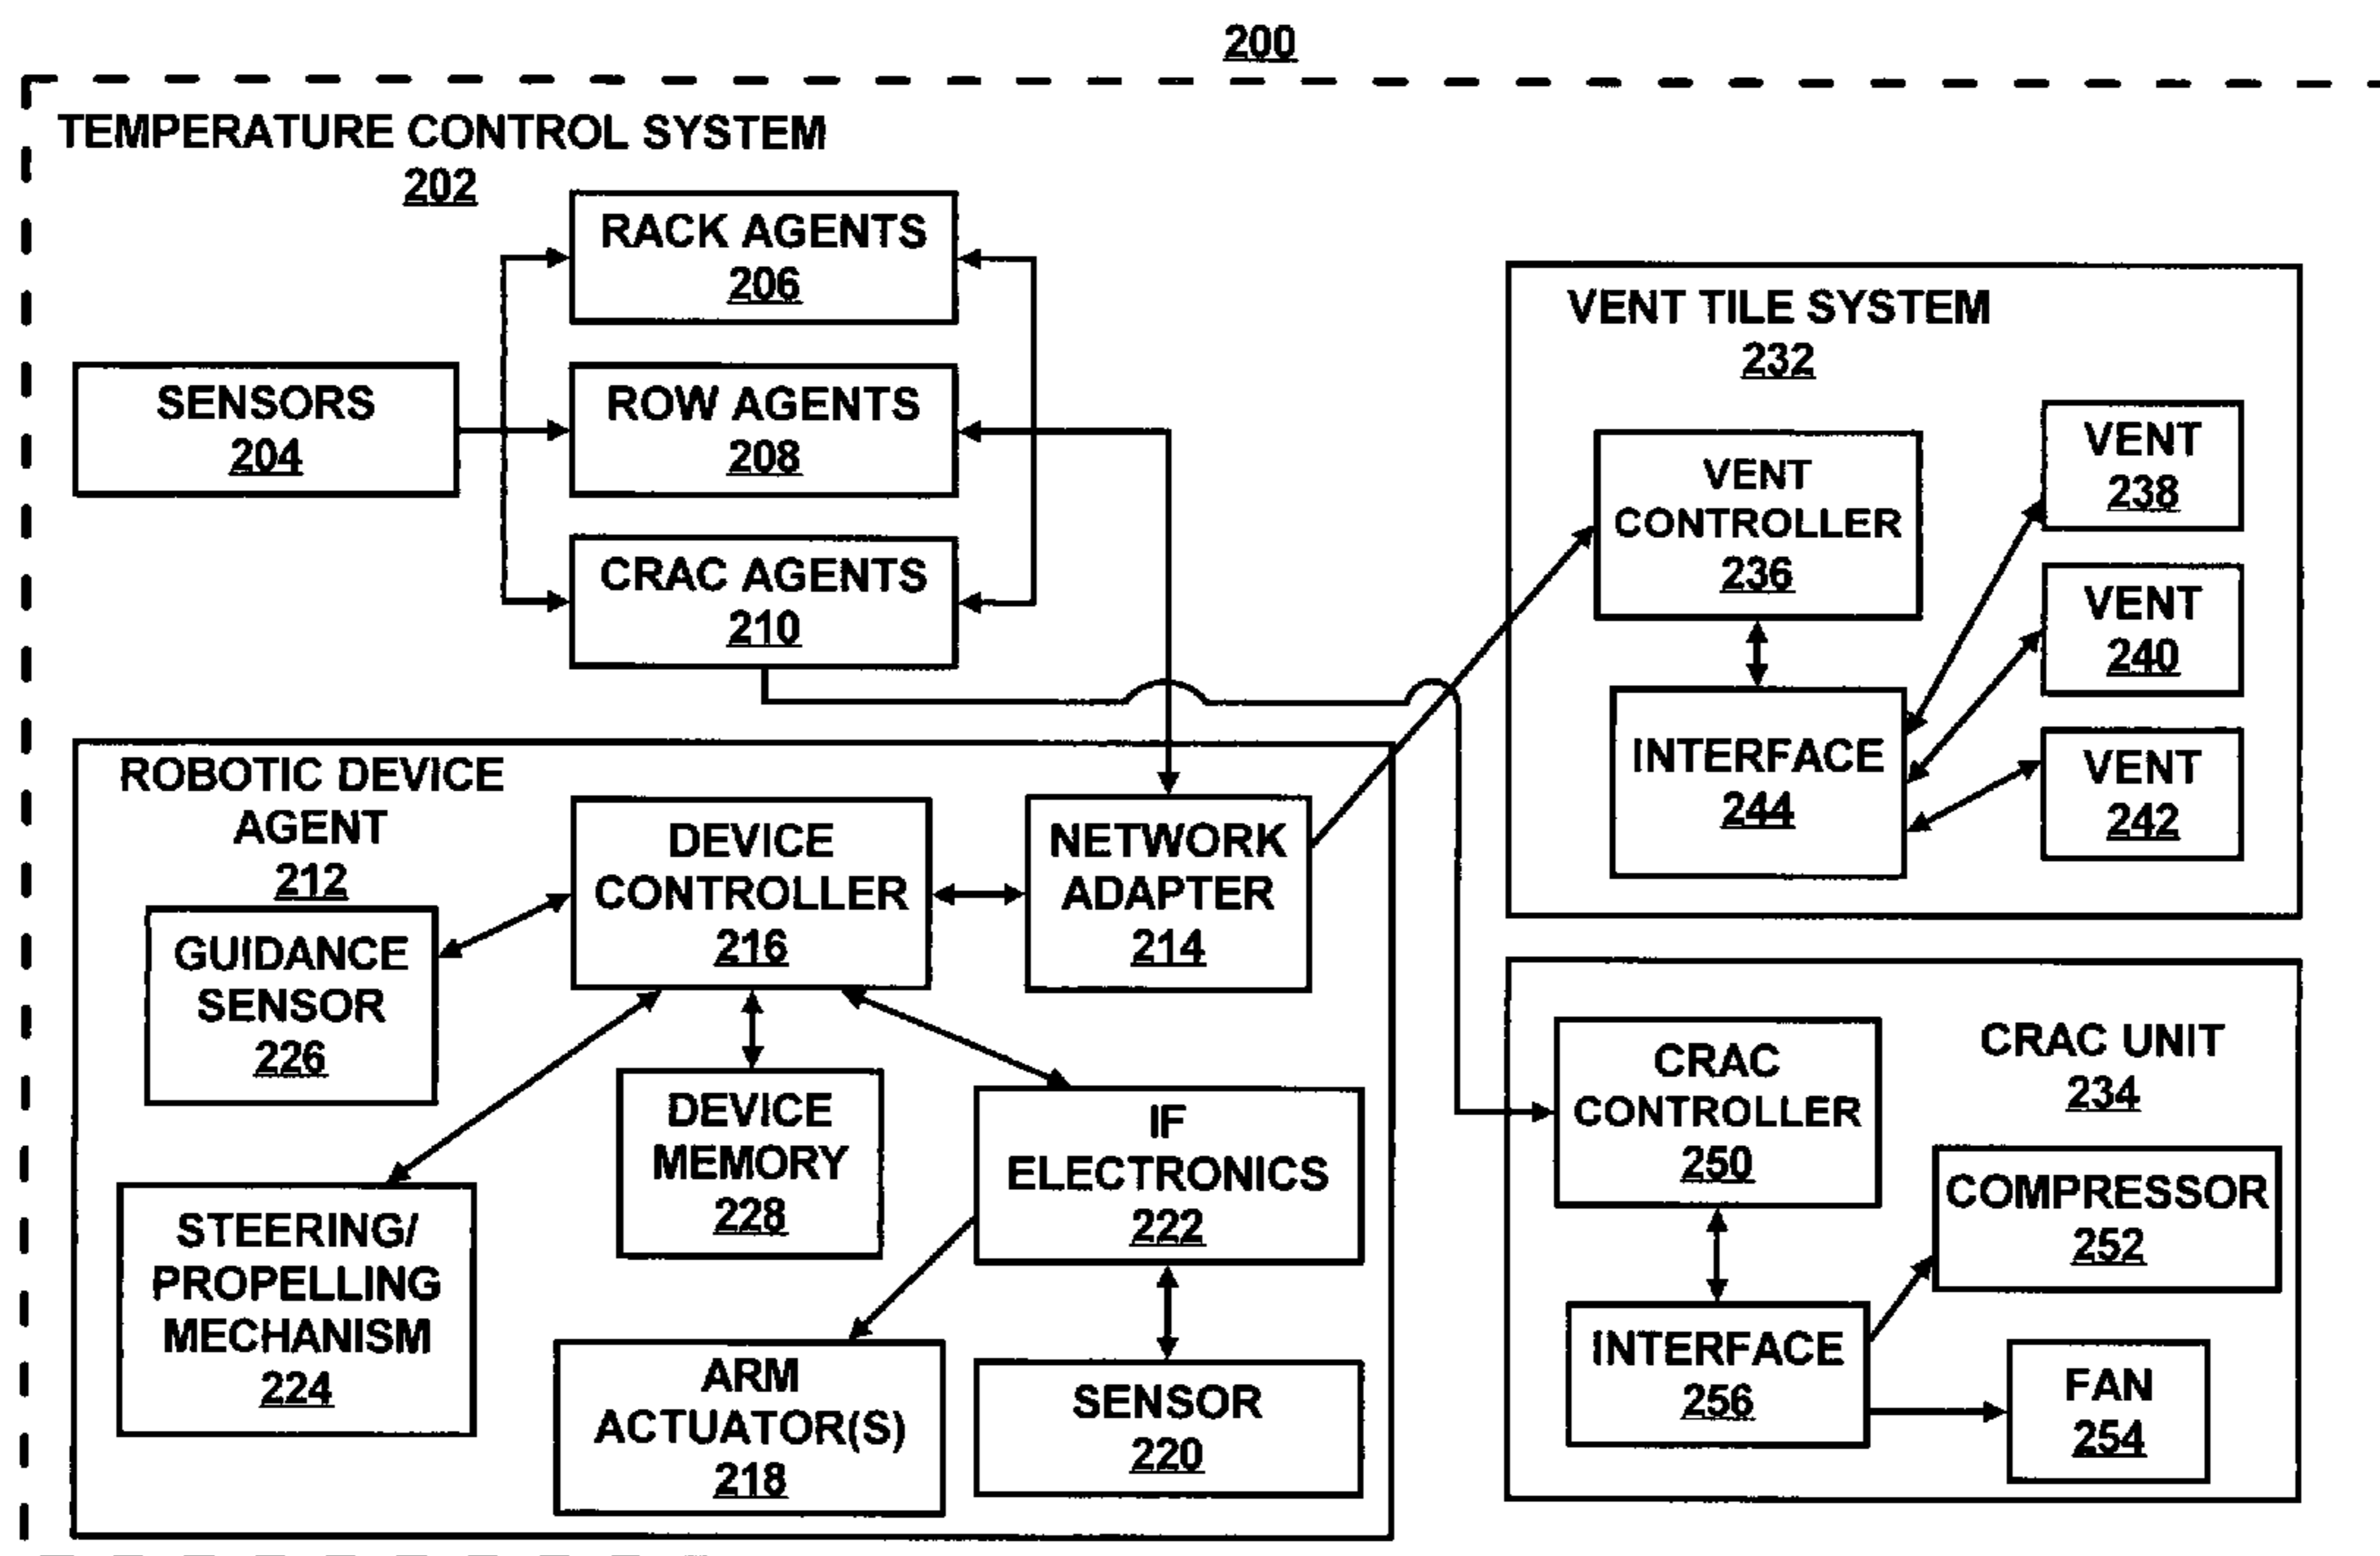 200
TEMPERATURE CONTROL SYSTEM
202
RACK AGENTS
206
SENSORS
204
ROW AGENTS
208
CRAC AGENTS
210
VENT TILE SYSTEM
232
VENT
CONTROLLER
236
VENT
238
VENT
240
VENT
242
INTERFACE
244
ROBOTIC DEVICE
AGENT
212
DEVICE
CONTROLLER
216
NETWORK
ADAPTER
214
GUIDANCE
SENSOR
226
DEVICE
MEMORY
228
IF
ELECTRONICS
222
STEERING/
PROPELLING
MECHANISM
224
ARM
ACTUATOR(S)
218
SENSOR
220
CRAC UNIT
234
CRAC
CONTROLLER
250
COMPRESSOR
252
INTERFACE
256
FAN
254